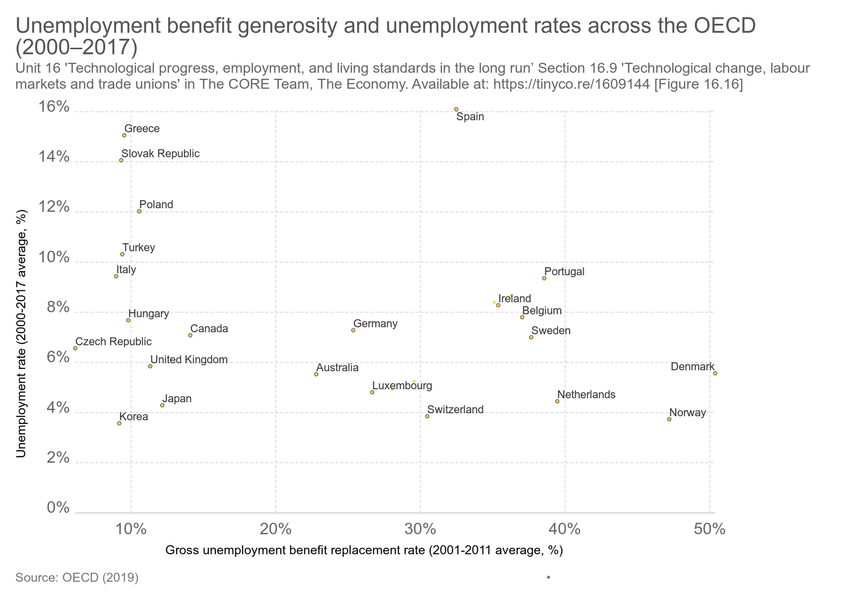 Unemployment benefit generosity and unemployment rates across the OECD
(2000–2017)
Unit 16 'Technological progress, employment, and living standards in the long run’ Section 16.9 'Technological change, labour
markets and trade unions' in The CORE Team, The Economy. Available at: https://tinyco.re/1609144 [Figure 16.16]
16%
Spain
Greece
Slovak Republic
14%
Poland
12%
Turkey
10%
Italy
Portugal
Ireland
8%
Belgium
Hungary
Germany
Canada
Sweden
Czech Republic
6%
United Kingdom
Australia
Denmark
Luxembourg
Netherlands
Japan
4%
Switzerland
Norway
Korea
2%
0%
10%
20%
30%
40%
50%
Unemployment rate (2000-2017 average, %)
Gross unemployment benefit replacement rate (2001-2011 average, %)
Source: OECD (2019)